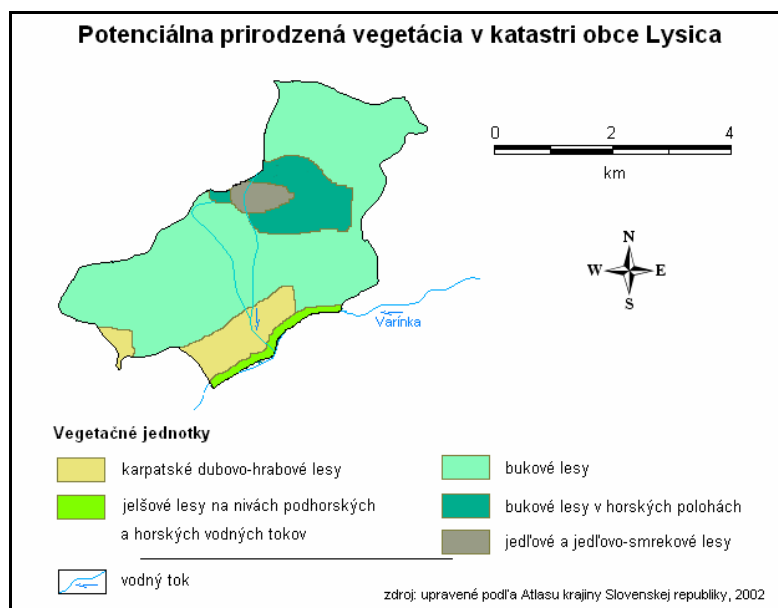 Potenciálna prirodzená vegetácia v katastri obce Lysica
0 2 4
km
N
W E
S
Varínka
Vegetačné jednotky
karpatské dubovo-hrabové lesy
jelšové lesy na nivách podhorských
a horských vodných tokov
vodný tok
bukové lesy
bukové lesy v horských polohách
jedľové a jedľovo-smrekové lesy
zdroj: upravené podľa Atlasu krajiny Slovenskej republiky, 2002